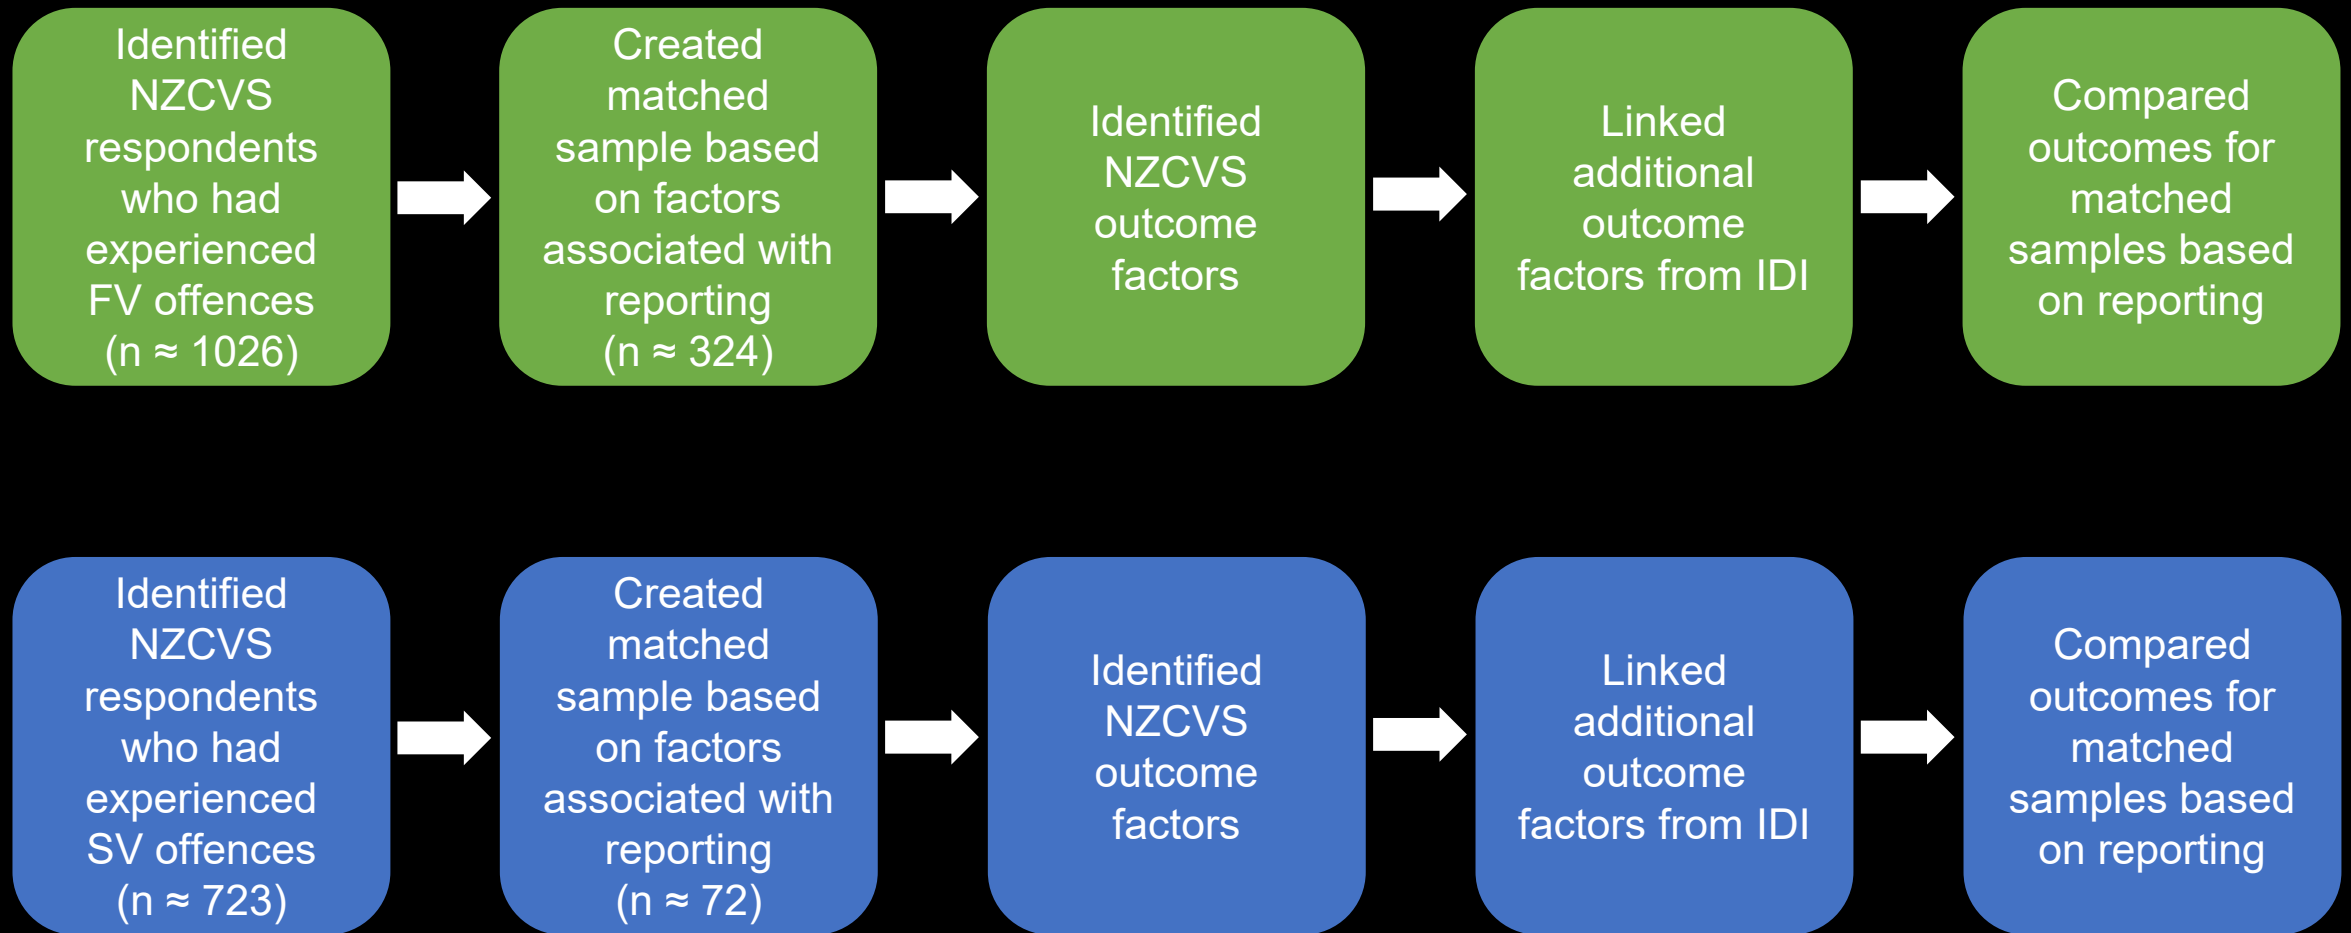 Identified
NZCVS
respondents
who had
experienced
FV offences
(n ≈ 1026)
Created
matched
sample based
on factors
associated with
reporting
(n ≈ 324)
Identified
NZCVS
outcome
factors
Linked
additional
outcome
factors from IDI
Compared
outcomes for
matched
samples based
on reporting
Identified
NZCVS
respondents
who had
experienced
SV offences
(n ≈ 723)
Created
matched
sample based
on factors
associated with
reporting
(n ≈ 72)
Identified
NZCVS
outcome
factors
Linked
additional
outcome
factors from IDI
Compared
outcomes for
matched
samples based
on reporting